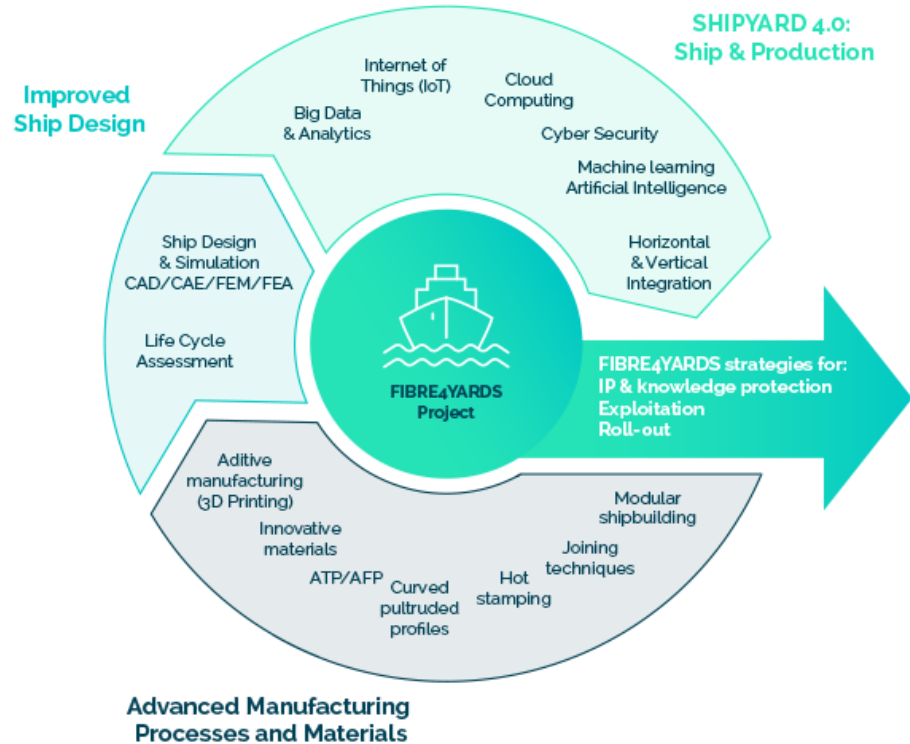 SHIPYARD 4.0:
Ship & Production
Improved
Ship Design
Internet of
Things (IoT)
Cloud
Computing
Big Data
& Analytics
Cyber Security
Machine learning
Artificial Intelligence
Horizontal
& Vertical
Integration
Ship Design
& Simulation
CAD/CAE/FEM/FEA
Life Cycle
Assessment
FIBRE4YARDS
Project
FIBRE4YARDS strategies for:
IP & knowledge protection
Exploitation
Roll-out
Aditive
manufacturing
(3D Printing)
Innovative
materials
ATP/AFP
Curved
pultruded
profiles
Hot
stamping
Joining
techniques
Modular
shipbuilding
Advanced Manufacturing
Processes and Materials